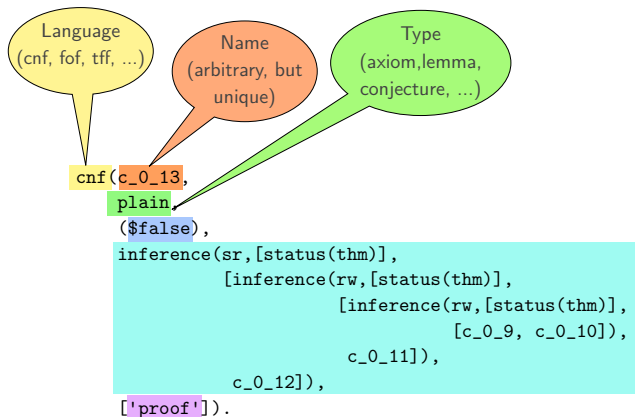 Language
(cnf, fof, tff, ...)
Name
(arbitrary, but
unique)
Type
(axiom,lemma,
conjecture, ...)
cnf(c_0_13,
plain,
($false),
inference(sr,[status(thm)],
[inference(rw,[status(thm)],
[inference(rw,[status(thm)],
[c_0_9, c_0_10]),
c_0_11]),
c_0_12]),
['proof']).